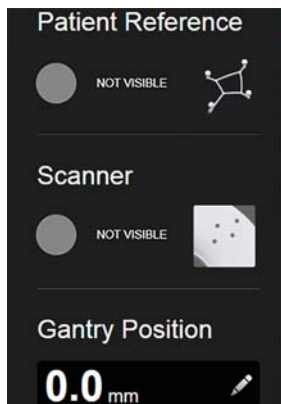 Patient Reference
NOT VISIBLE
Scanner
NOT VISIBLE
Gantry Position
0.0 mm